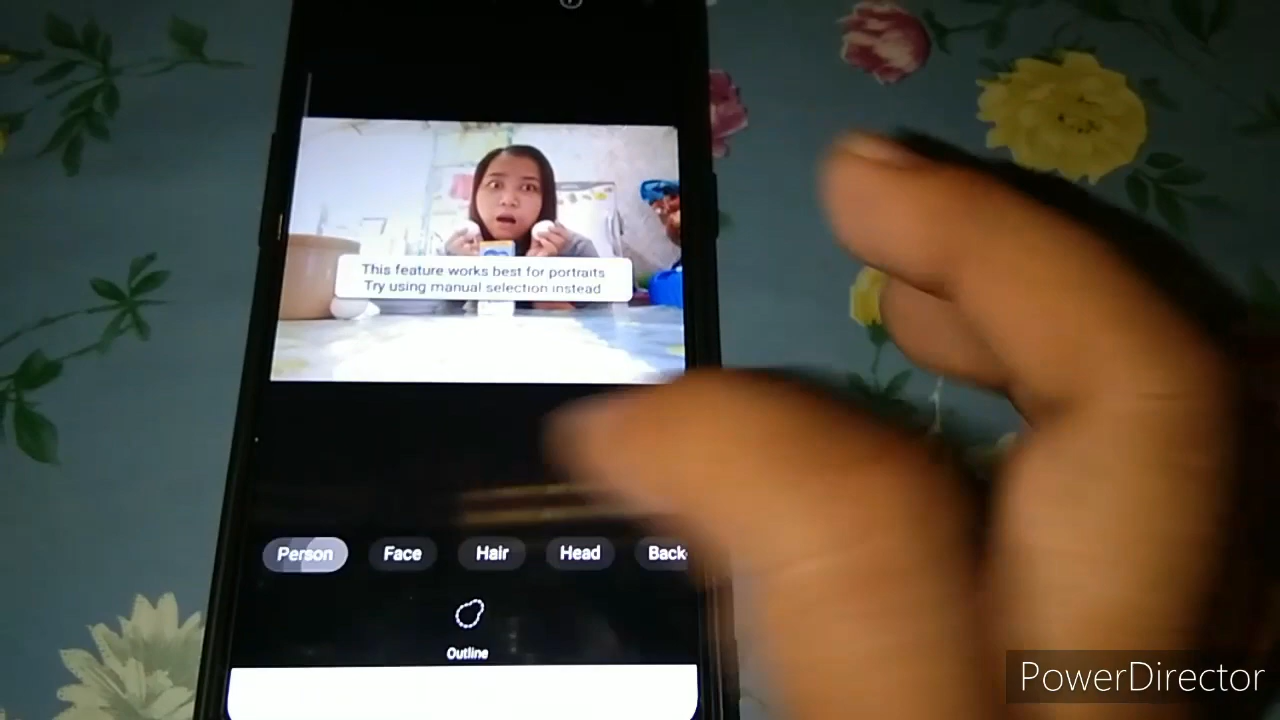 This feature works best for portraits
Try using manual selection instead
Person
Face
Hair
Head
Back
Outline
PowerDirector